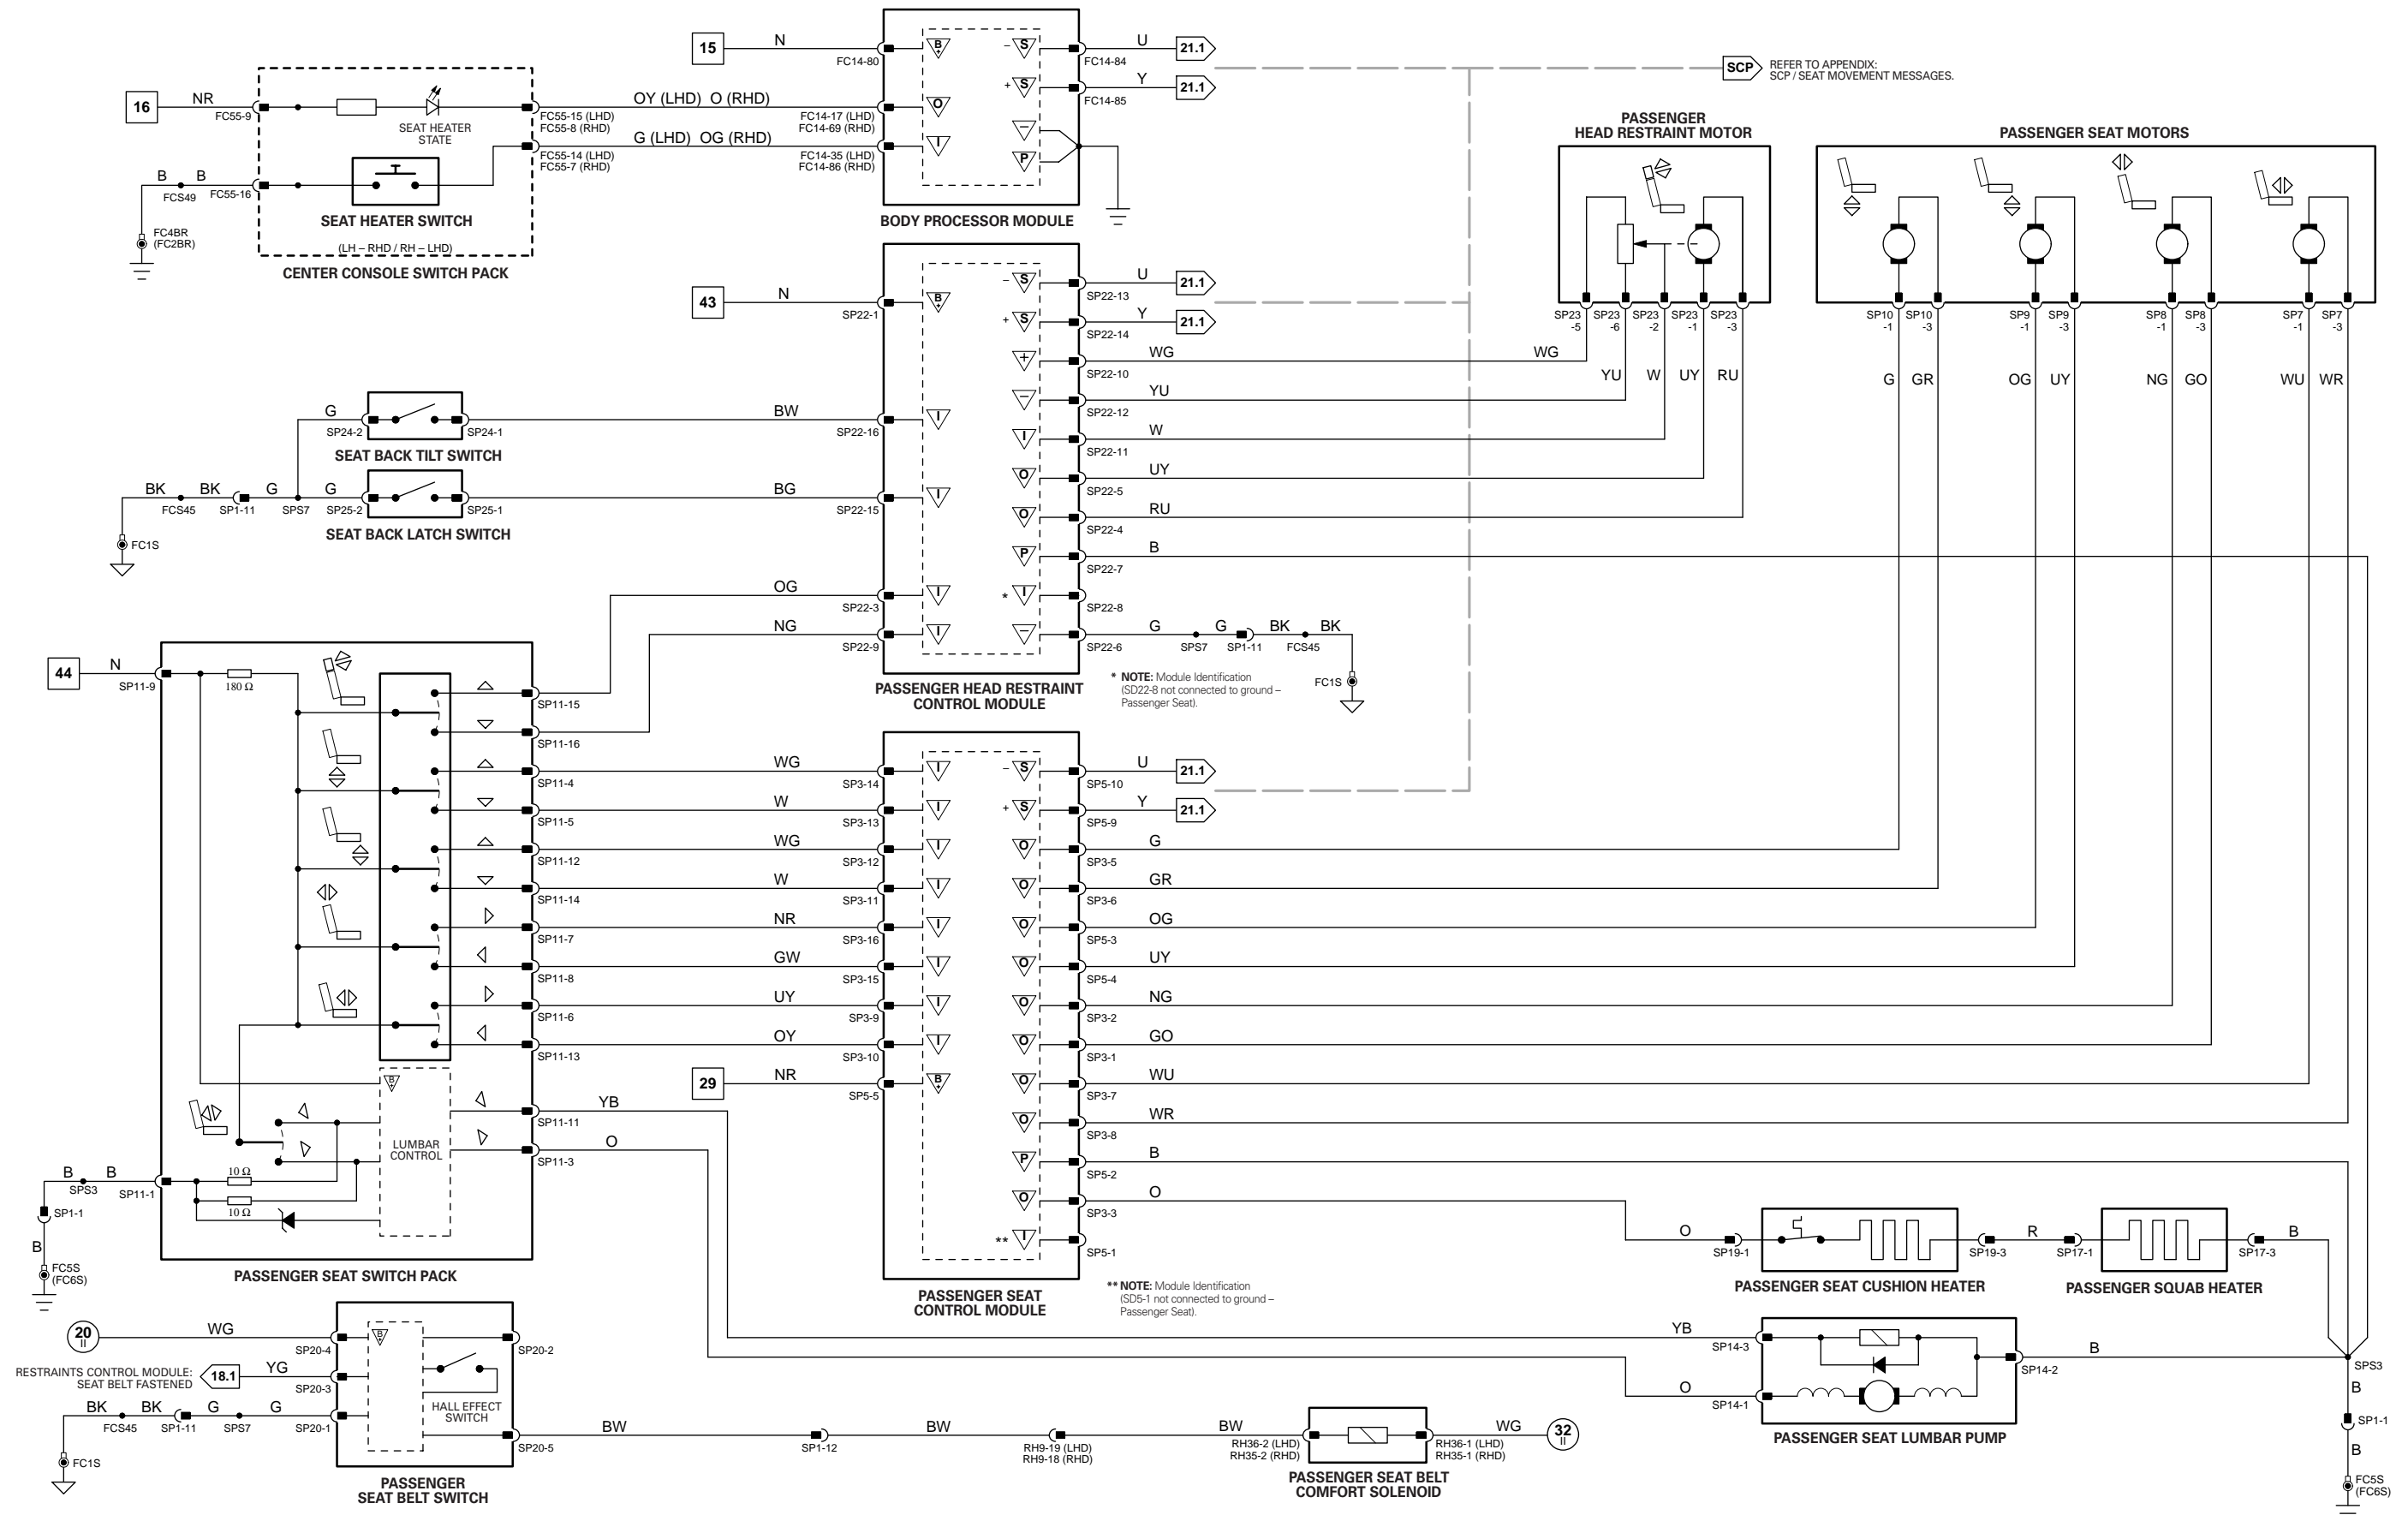 15
N
FC14-80
B+
– S
FC14-84
U
21.1
+ S
FC14-85
Y
21.1
SCP
REFER TO APPENDIX:
SCP / SEAT MOVEMENT MESSAGES.
16
NR
FC55-9
SEAT HEATER
STATE
FC55-15 (LHD)
FC55-8 (RHD)
OY (LHD) O (RHD)
FC14-17 (LHD)
FC14-69 (RHD)
O
FC55-14 (LHD)
FC55-7 (RHD)
G (LHD) OG (RHD)
FC14-35 (LHD)
FC14-86 (RHD)
I
–
P
BODY PROCESSOR MODULE
B
B
FCS49
FC55-16
FC4BR
(FC2BR)
SEAT HEATER SWITCH
(LH – RHD / RH – LHD)
CENTER CONSOLE SWITCH PACK
PASSENGER
HEAD RESTRAINT MOTOR
SP23
-5
SP23
-6
SP23
-2
SP23
-1
SP23
-3
WG
YU
W
UY
RU
PASSENGER SEAT MOTORS
SP10
-1
SP10
-3
SP9
-1
SP9
-3
SP8
-1
SP8
-3
SP7
-1
SP7
-3
G
GR
OG
UY
NG
GO
WU
WR
43
N
SP22-1
B+
– S
SP22-13
U
21.1
+ S
SP22-14
Y
21.1
+
SP22-10
WG
–
SP22-12
YU
I
SP22-11
W
O
SP22-5
UY
O
SP22-4
RU
P
SP22-7
B
* I
SP22-8
–
SP22-6
G
SPS7
G
SP1-11
BK
FCS45
BK
FC1S
G
SP24-2
SP24-1
BW
SP22-16
I
SEAT BACK TILT SWITCH
BK
FCS45
BK
SP1-11
G
SPS7
G
SP25-2
SP25-1
BG
SP22-15
I
SEAT BACK LATCH SWITCH
FC1S
OG
SP22-3
I
NG
SP22-9
I
PASSENGER HEAD RESTRAINT
CONTROL MODULE
* NOTE: Module Identification
(SD22-8 not connected to ground –
Passenger Seat).
44
N
SP11-9
180 Ω
SP11-15
SP11-16
SP11-4
WG
SP3-14
I
SP11-5
W
SP3-13
I
SP11-12
WG
SP3-12
I
SP11-14
W
SP3-11
I
SP11-7
NR
SP3-16
I
SP11-8
GW
SP3-15
I
SP11-6
UY
SP3-9
I
SP11-13
OY
SP3-10
I
29
NR
SP5-5
B+
– S
SP5-10
U
21.1
+ S
SP5-9
Y
21.1
O
SP3-5
G
O
SP3-6
GR
O
SP5-3
OG
O
SP5-4
UY
O
SP3-2
NG
O
SP3-1
GO
O
SP3-7
WU
O
SP3-8
WR
P
SP5-2
B
O
SP3-3
O
** I
SP5-1
PASSENGER SEAT
CONTROL MODULE
** NOTE: Module Identification
(SD5-1 not connected to ground –
Passenger Seat).
B+
LUMBAR
CONTROL
SP11-11
YB
SP11-3
O
B
SPS3
B
SP11-1
10 Ω
10 Ω
SP1-1
B
FC5S
(FC6S)
PASSENGER SEAT SWITCH PACK
O
SP19-1
SP19-3
R
SP17-1
SP17-3
B
PASSENGER SEAT CUSHION HEATER
PASSENGER SQUAB HEATER
YB
SP14-3
O
SP14-1
SP14-2
B
SPS3
B
SP1-1
B
FC5S
(FC6S)
PASSENGER SEAT LUMBAR PUMP
20
II
WG
SP20-4
B+
SP20-2
RESTRAINTS CONTROL MODULE:
SEAT BELT FASTENED
18.1
YG
SP20-3
HALL EFFECT
SWITCH
BK
FCS45
BK
SP1-11
G
SPS7
G
SP20-1
FC1S
SP20-5
BW
SP1-12
BW
RH9-19 (LHD)
RH9-18 (RHD)
BW
RH36-2 (LHD)
RH35-2 (RHD)
RH36-1 (LHD)
RH35-1 (RHD)
WG
32
II
PASSENGER
SEAT BELT SWITCH
PASSENGER SEAT BELT
COMFORT SOLENOID